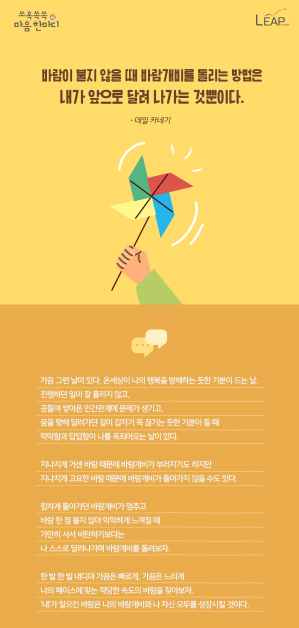 쏘옥쏙쏙
마음 한마디
LEAP
바람이 불지 않을 때 바람개비를 돌리는 방법은
내가 앞으로 달려 나가는 것뿐이다.
- 데일 카네기
가끔 그런 날이 있다. 온세상이 나의 행복을 방해하는 듯한 기분이 드는 날.
진행하던 일이 잘 풀리지 않고,
공들여 쌓아온 인간관계에 문제가 생기고,
꿈을 향해 달려가던 길이 갑자기 뚝 끊기는 듯한 기분이 들 때
막막함과 답답함이 나를 옥죄어오는 날이 있다.
지나치게 거센 바람 때문에 바람개비가 부러지기도 하지만
지나치게 고요한 바람 때문에 바람개비가 돌아가지 않을 수도 있다.
힘차게 돌아가던 바람개비가 멈추고
바람 한 점 불지 않아 막막하게 느껴질 때
가만히 서서 비탄하기보다는
나 스스로 달려나가며 바람개비를 돌려보자.
한 발 한 발 내디뎌 가끔은 빠르게, 가끔은 느리게
나의 페이스에 맞는 적당한 속도의 바람을 찾아보자.
'내'가 일으킨 바람은 나의 바람개비와 나 자신 모두를 성장시킬 것이다.